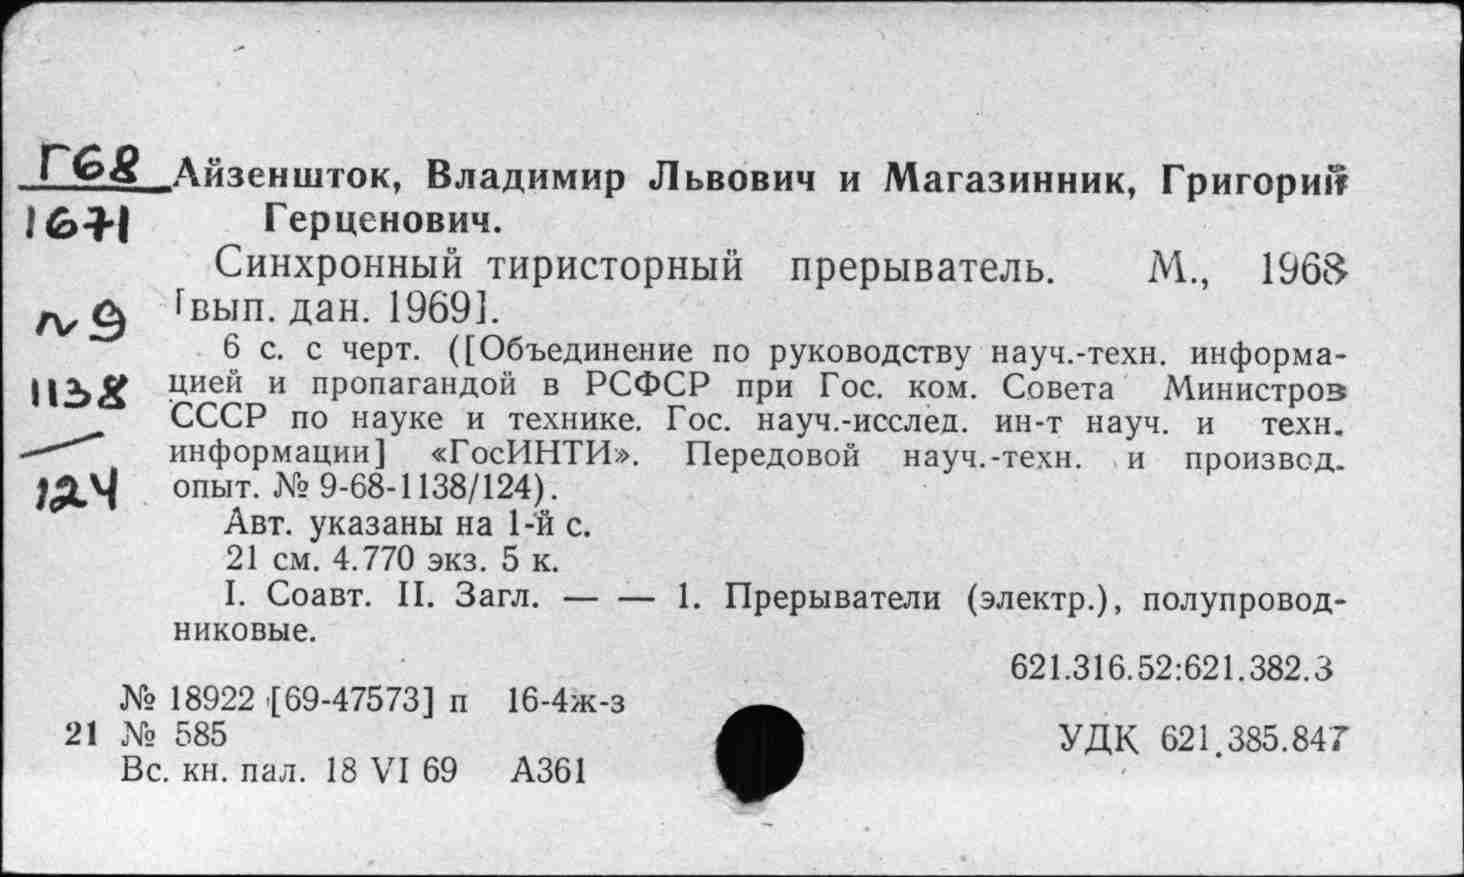 Г68
1671
№ 9
1138
124
Айзеншток, Владимир Львович и Магазинник, Григорий
Герценович.
Синхронный тиристорный прерыватель. М., 1968
[вып. дан. 1969].
6 с. с черт. ([Объединение по руководству науч.-техн. информа-
цией и пропагандой в РСФСР при Гос. ком. Совета Министров
СССР по науке и технике. Гос. науч.-исслед. ин-т науч. и техн.
информации] «ГосИНТИ». Передовой науч.-техн. и производ.
опыт. № 9-68-1138/124).
Авт. указаны на 1-й с.
21 см. 4.770 экз. 5 к.
I. Соавт. II. Загл. — — 1. Прерыватели (электр.), полупровод-
никовые.
621.316.52:621.382.3
№ 18922 [69-47573] п 16-4ж-з
21 № 585
УДК 621.385.847
Вс. кн. пал. 18 VI 69 А361